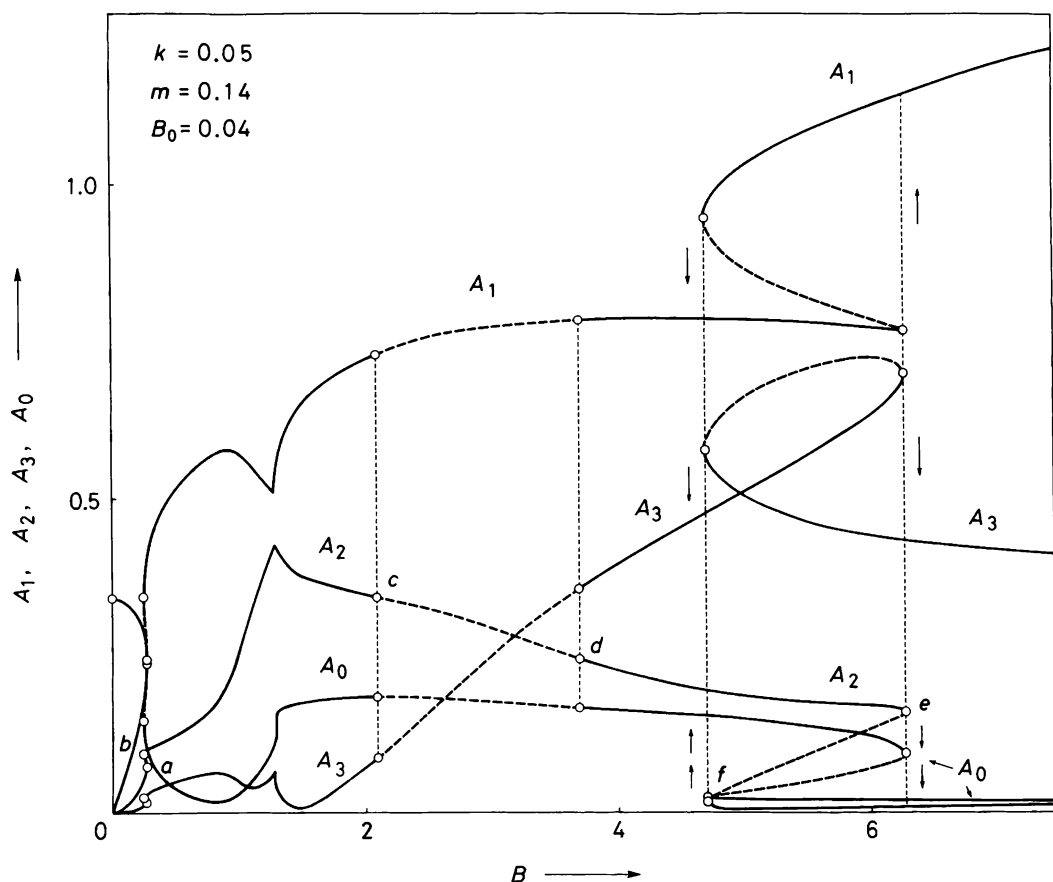 k = 0.05
m = 0.14
B₀ = 0.04
A₁
1.0
A₁
0.5
A₃
A₃
A₂
c
d
A₀
A₂
e
b
a
A₃
f
A₀
0
0
2
4
6
B
A₁, A₂, A₃, A₀